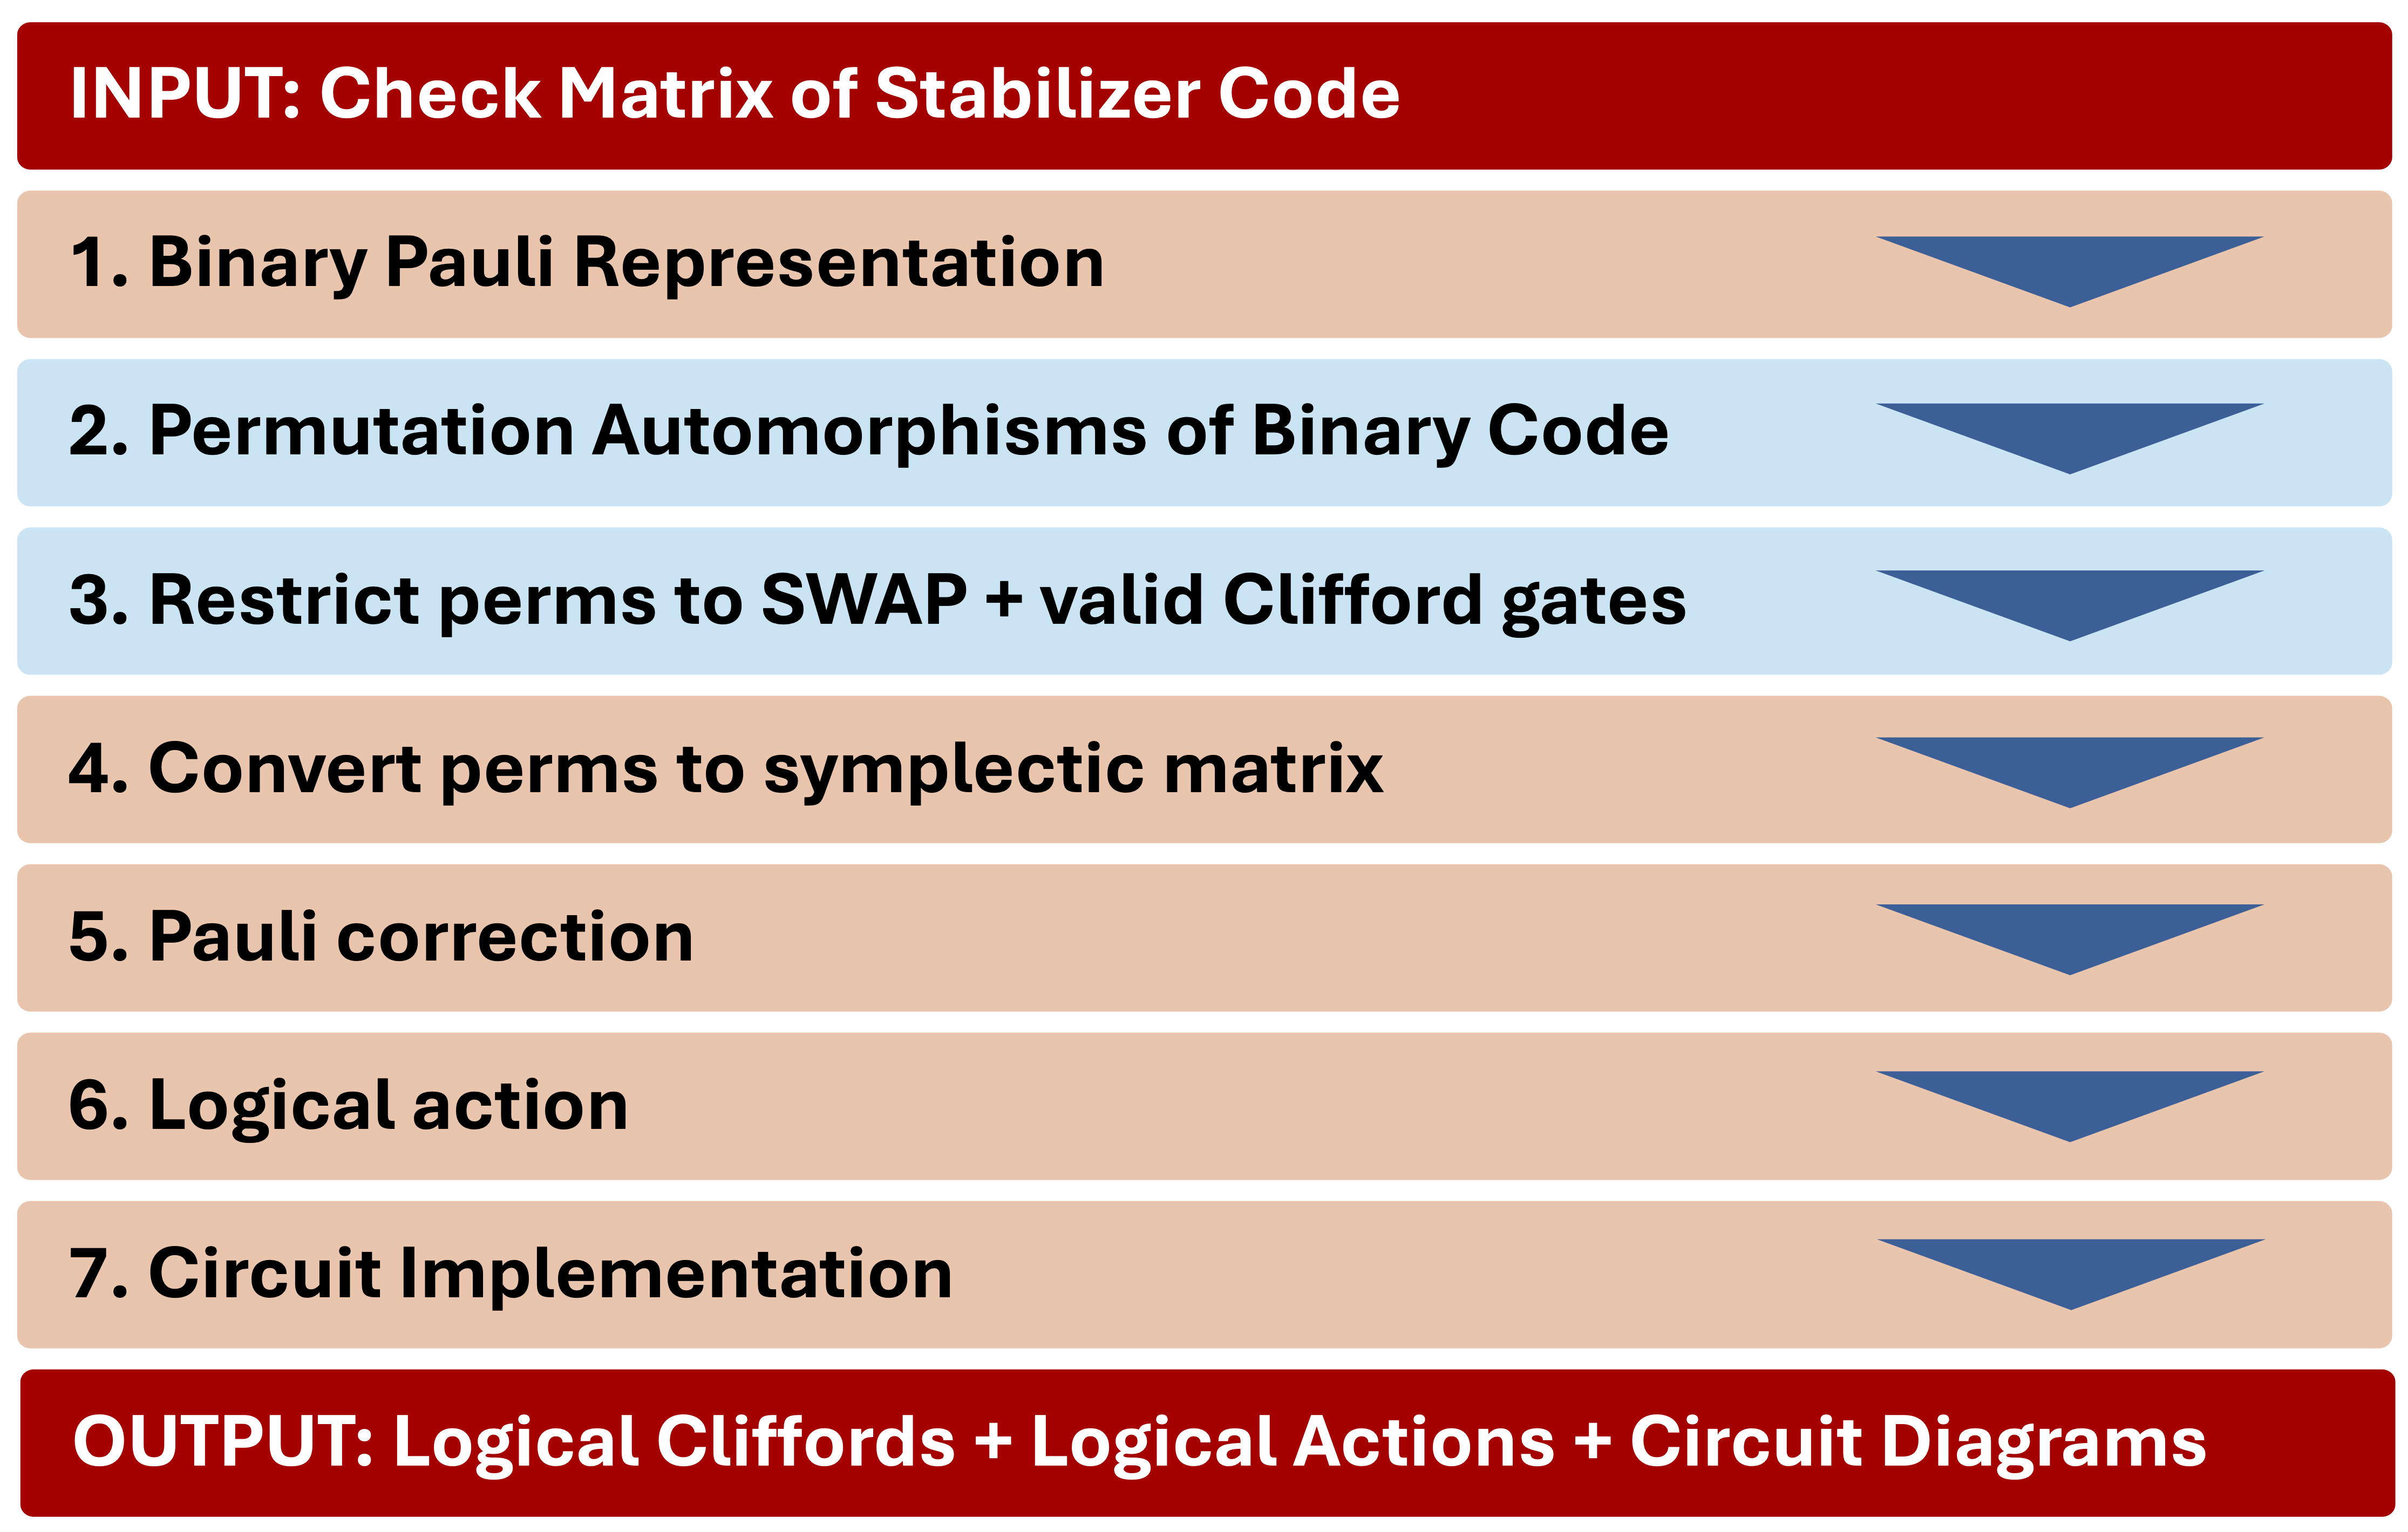 INPUT: Check Matrix of Stabilizer Code
1. Binary Pauli Representation
2. Permutation Automorphisms of Binary Code
3. Restrict perms to SWAP + valid Clifford gates
4. Convert perms to symplectic matrix
5. Pauli correction
6. Logical action
7. Circuit Implementation
OUTPUT: Logical Cliffords + Logical Actions + Circuit Diagrams